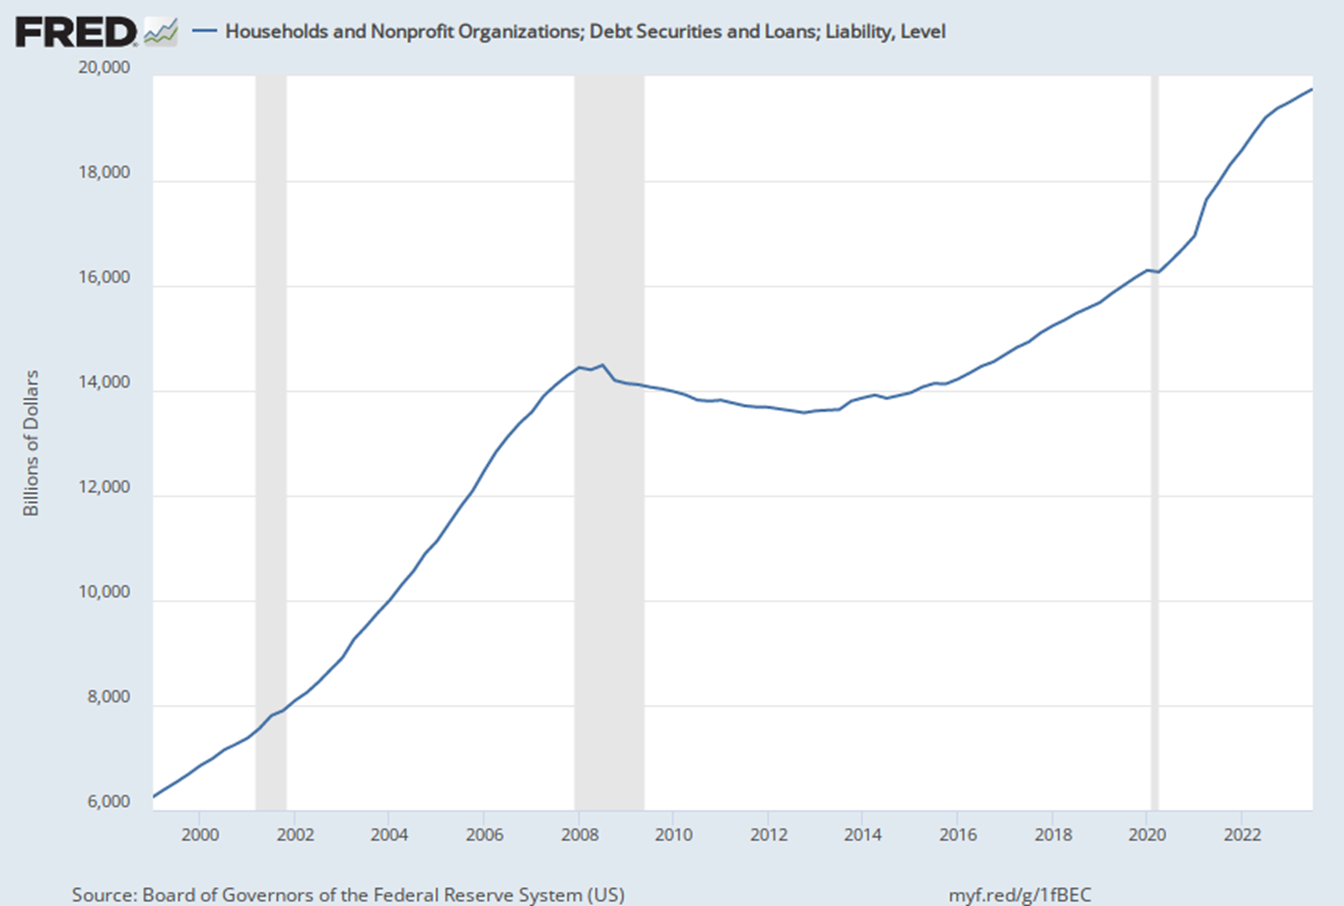 FRED
Households and Nonprofit Organizations; Debt Securities and Loans; Liability, Level
20,000
18,000
16,000
14,000
12,000
10,000
8,000
6,000
Billions of Dollars
2000 2002 2004 2006 2008 2010 2012 2014 2016 2018 2020 2022
Source: Board of Governors of the Federal Reserve System (US)
myf.red/g/1fBEC